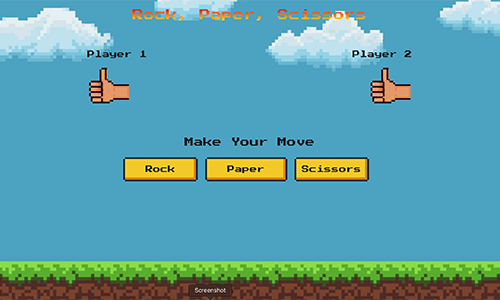 Rock, Paper, Scissors
Player 1
Player 2
Make Your Move
Rock
Paper
Scissors
Screenshot